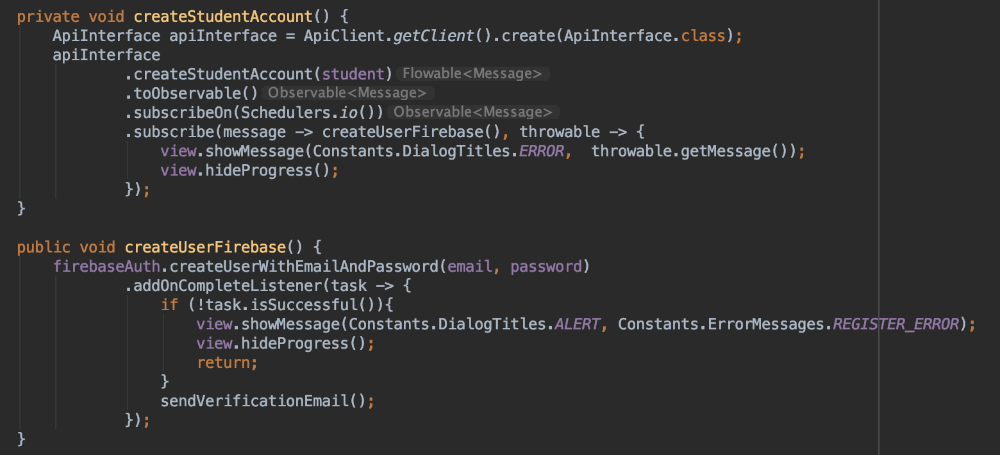 private void createStudentAccount() {
    ApiInterface apiInterface = ApiClient.getClient().create(ApiInterface.class);
    apiInterface
            .createStudentAccount(student) Flowable<Message>
            .toObservable() Observable<Message>
            .subscribeOn(Schedulers.io()) Observable<Message>
            .subscribe(message -> createUserFirebase(), throwable -> {
                view.showMessage(Constants.DialogTitles.ERROR,  throwable.getMessage());
                view.hideProgress();
            });
}

public void createUserFirebase() {
    firebaseAuth.createUserWithEmailAndPassword(email, password)
            .addOnCompleteListener(task -> {
                if (!task.isSuccessful()){
                    view.showMessage(Constants.DialogTitles.ALERT, Constants.ErrorMessages.REGISTER_ERROR);
                    view.hideProgress();
                    return;
                }
                sendVerificationEmail();
            });
}